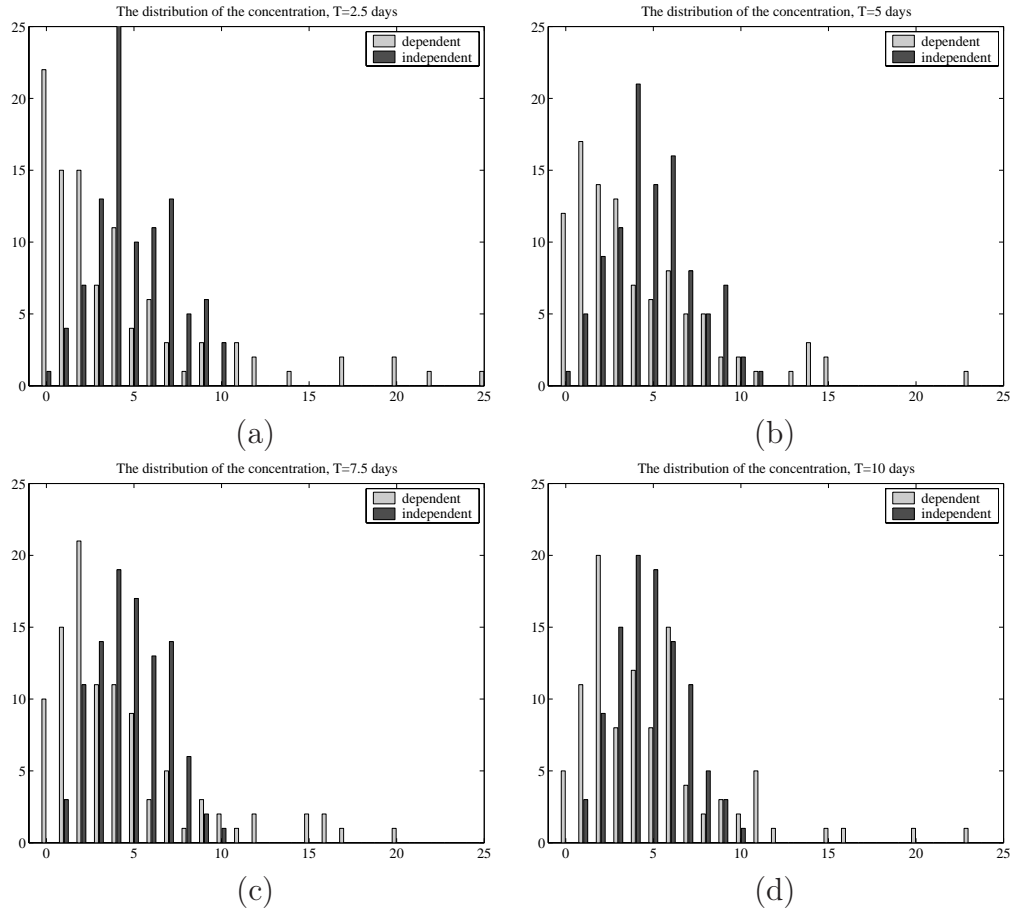 The distribution of the concentration, T=2.5 days
25
20
15
10
5
0
0 5 10 15 20 25
dependent
independent
(a)
The distribution of the concentration, T=5 days
25
20
15
10
5
0
0 5 10 15 20 25
dependent
independent
(b)
The distribution of the concentration, T=7.5 days
25
20
15
10
5
0
0 5 10 15 20 25
dependent
independent
(c)
The distribution of the concentration, T=10 days
25
20
15
10
5
0
0 5 10 15 20 25
dependent
independent
(d)